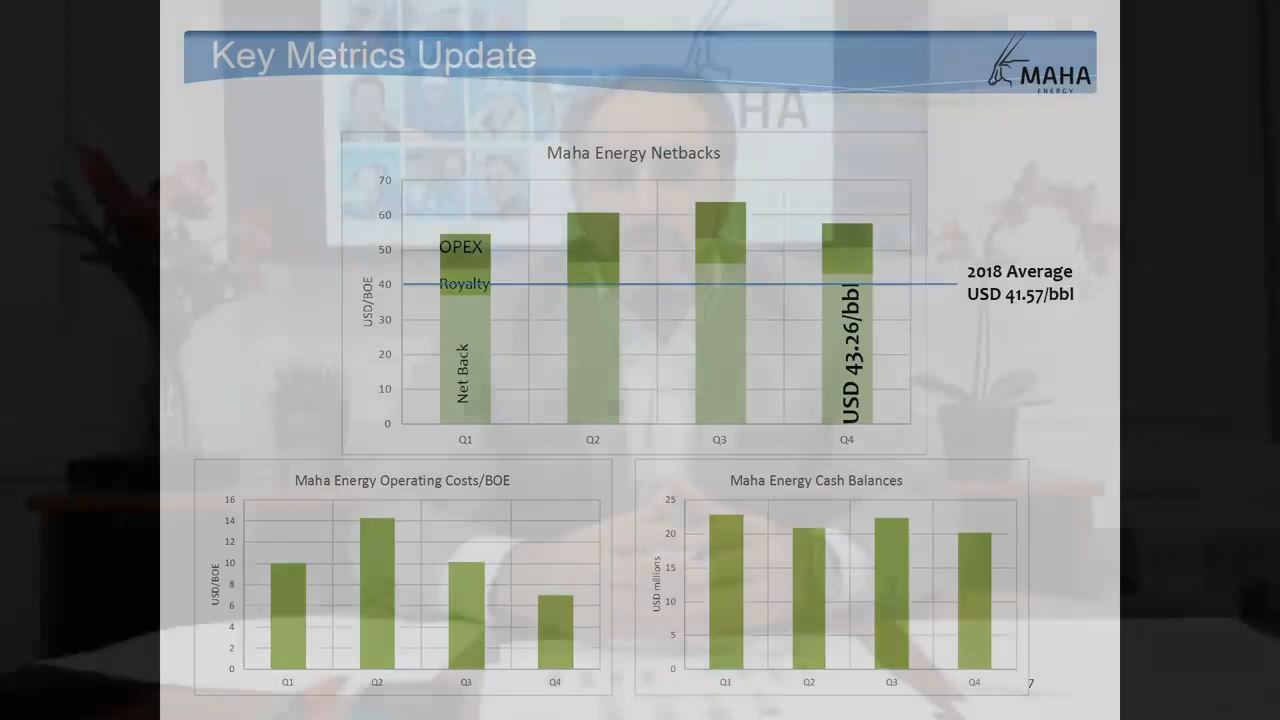 Key Metrics Update
MAHA
ENERGY
HA
Maha Energy Netbacks
USD/BOE
70
60
50
40
30
20
10
0
OPEX
Royalty
Net Back
USD 43.26/bbl
2018 Average
USD 41.57/bbl
Q1 Q2 Q3 Q4
Maha Energy Operating Costs/BOE
USD/BOE
16
14
12
10
8
6
4
2
0
Q1 Q2 Q3 Q4
Maha Energy Cash Balances
USD millions
25
20
15
10
5
0
Q1 Q2 Q3 Q4
7